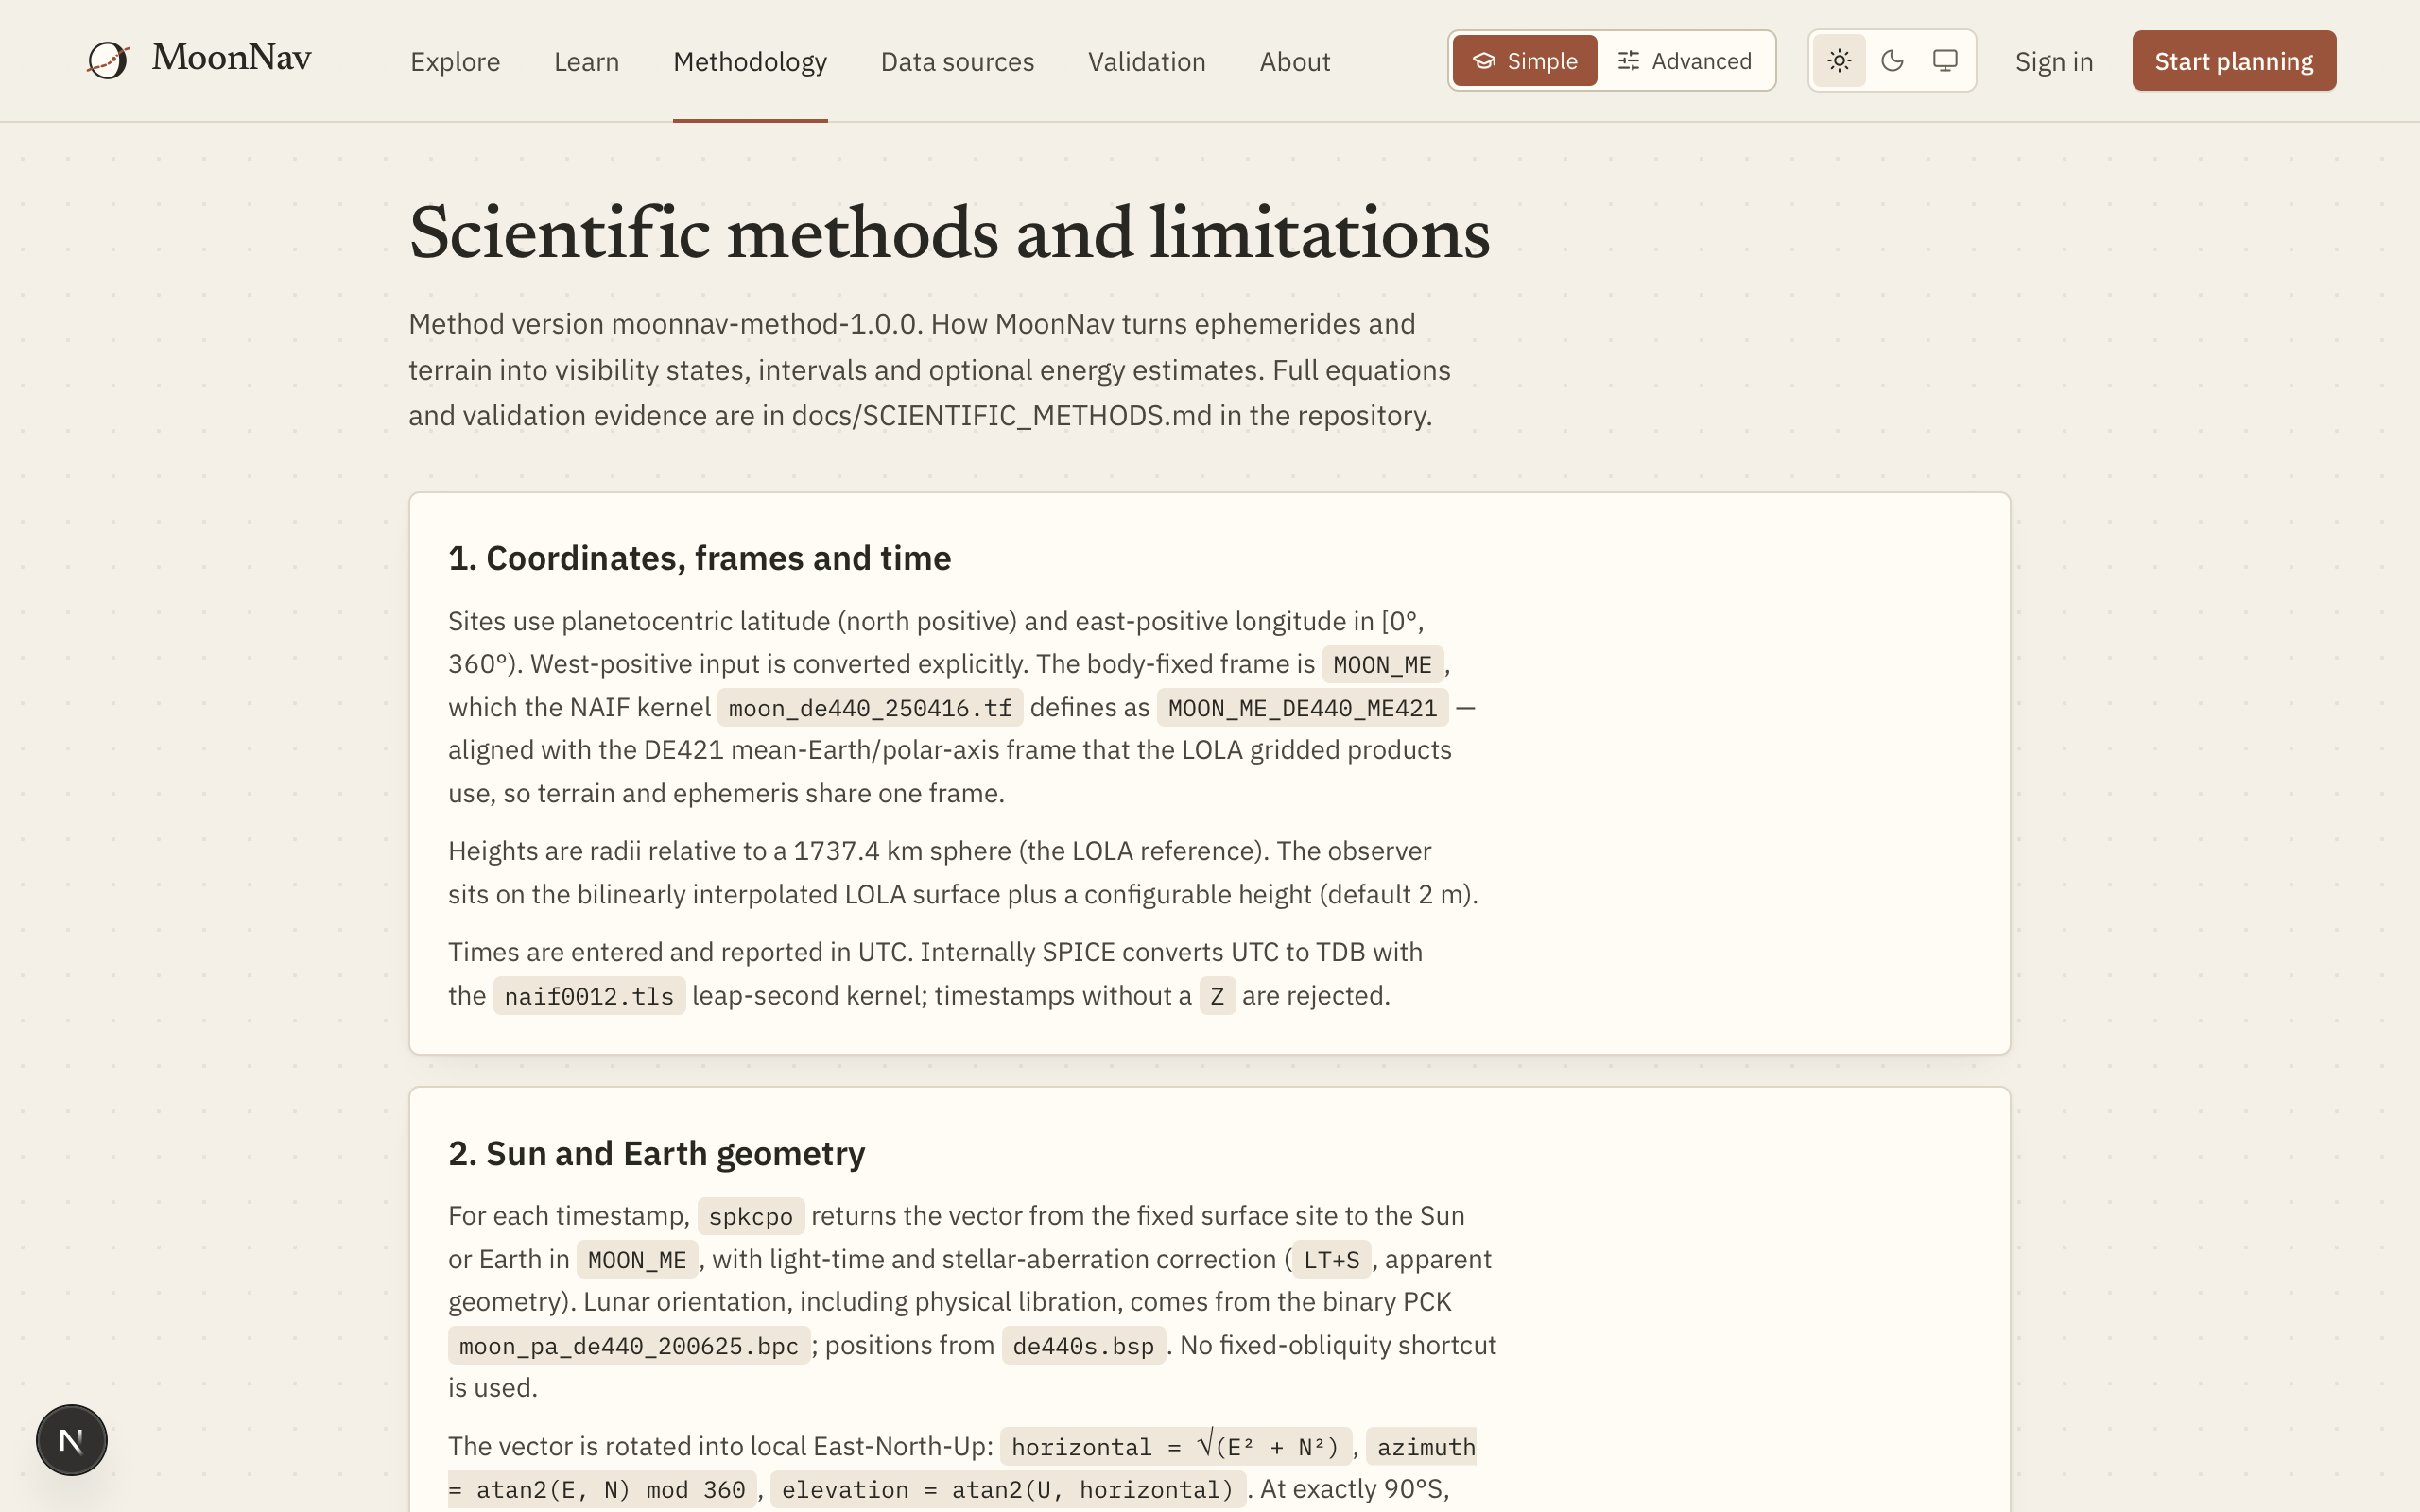 MoonNav
Explore
Learn
Methodology
Data sources
Validation
About
Simple
Advanced
Sign in
Start planning
Scientific methods and limitations
Method version moonnav-method-1.0.0. How MoonNav turns ephemerides and
terrain into visibility states, intervals and optional energy estimates. Full equations
and validation evidence are in docs/SCIENTIFIC_METHODS.md in the repository.
1. Coordinates, frames and time
Sites use planetocentric latitude (north positive) and east-positive longitude in [0°,
360°). West-positive input is converted explicitly. The body-fixed frame is MOON_ME,
which the NAIF kernel moon_de440_250416.tf defines as MOON_ME_DE440_ME421 —
aligned with the DE421 mean-Earth/polar-axis frame that the LOLA gridded products
use, so terrain and ephemeris share one frame.
Heights are radii relative to a 1737.4 km sphere (the LOLA reference). The observer
sits on the bilinearly interpolated LOLA surface plus a configurable height (default 2 m).
Times are entered and reported in UTC. Internally SPICE converts UTC to TDB with
the naif0012.tls leap-second kernel; timestamps without a Z are rejected.
2. Sun and Earth geometry
For each timestamp, spkcpo returns the vector from the fixed surface site to the Sun
or Earth in MOON_ME, with light-time and stellar-aberration correction (LT+S, apparent
geometry). Lunar orientation, including physical libration, comes from the binary PCK
moon_pa_de440_200625.bpc; positions from de440s.bsp. No fixed-obliquity shortcut
is used.
The vector is rotated into local East-North-Up: horizontal = √(E² + N²), azimuth
= atan2(E, N) mod 360, elevation = atan2(U, horizontal). At exactly 90°S,
N